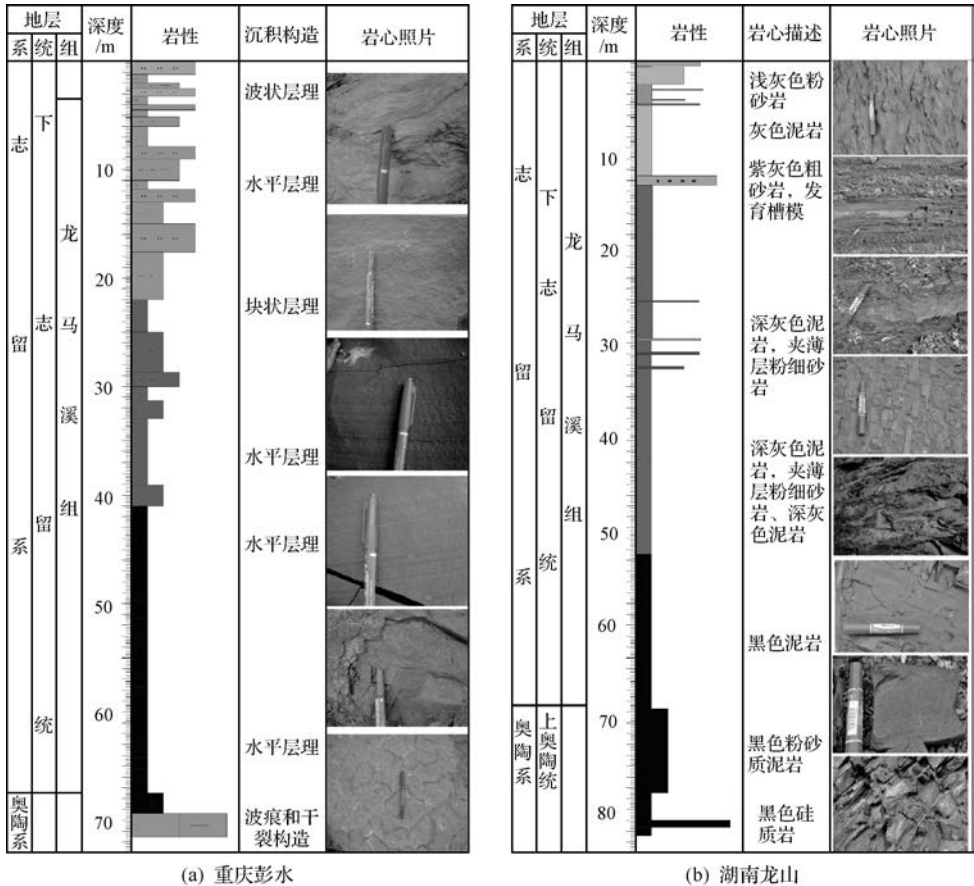 地层
深度
/m
岩性
沉积构造
岩心照片
系
统
组
志
留
系
下
志
留
统
龙
马
溪
组
奥
陶
系
10
20
30
40
50
60
70
波状层理
水平层理
块状层理
水平层理
水平层理
水平层理
波痕和干
裂构造
(a) 重庆彭水
地层
深度
/m
岩性
岩心描述
岩心照片
系
统
组
志
留
系
下
志
留
统
龙
马
溪
组
奥
陶
系
上
奥
陶
统
10
20
30
40
50
60
70
80
浅灰色粉
砂岩
灰色泥岩
紫灰色粗
砂岩，发
育槽模
深灰色泥
岩，夹薄
层粉细砂
岩
深灰色泥
岩，夹薄
层粉细砂
岩、深灰
色泥岩
黑色泥岩
黑色粉砂
质泥岩
黑色硅
质岩
(b) 湖南龙山